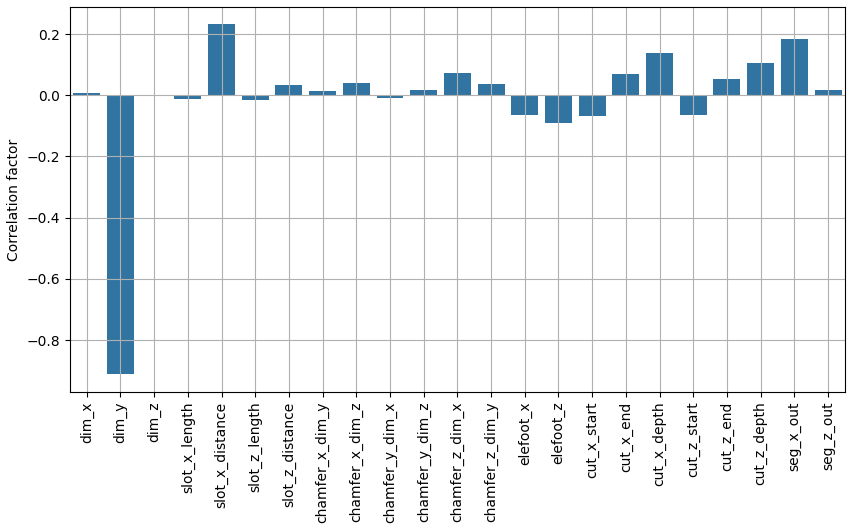 Correlation factor
0.2
0.0
−0.2
−0.4
−0.6
−0.8
dim_x
dim_y
dim_z
slot_x_length
slot_x_distance
slot_z_length
slot_z_distance
chamfer_x_dim_y
chamfer_x_dim_z
chamfer_y_dim_x
chamfer_y_dim_z
chamfer_z_dim_x
chamfer_z_dim_y
elefoot_x
elefoot_z
cut_x_start
cut_x_end
cut_x_depth
cut_z_start
cut_z_end
cut_z_depth
seg_x_out
seg_z_out